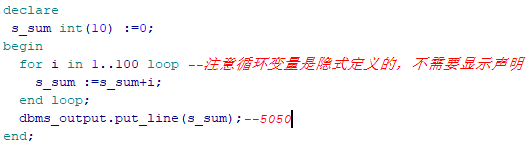 declare
s_sum int(10) :=0;
begin
for i in 1..100 loop --注意循环变量是隐式定义的，不需要显示声明
s_sum :=s_sum+i;
end loop;
dbms_output.put_line(s_sum);--5050
end;